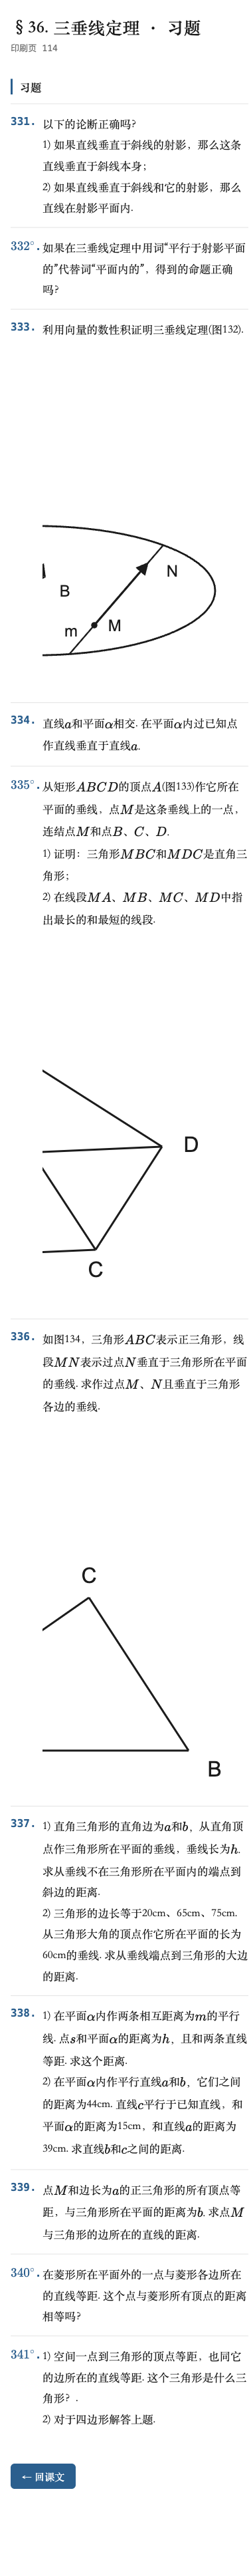 § 36. 三垂线定理 · 习题
印刷页 114
习题
331. 以下的论断正确吗?
1) 如果直线垂直于斜线的射影，那么这条
直线垂直于斜线本身；
2) 如果直线垂直于斜线和它的射影，那么
直线在射影平面内.
332°. 如果在三垂线定理中用词“平行于射影平面
的”代替词“平面内的”，得到的命题正确
吗?
333. 利用向量的数性积证明三垂线定理(图132).
B
N
m
M
334. 直线a和平面α相交. 在平面α内过已知点
作直线垂直于直线a.
335°. 从矩形ABCD的顶点A(图133)作它所在
平面的垂线，点M是这条垂线上的一点，
连结点M和点B、C、D.
1) 证明：三角形MBC和MDC是直角三
角形；
2) 在线段MA、MB、MC、MD中指
出最长的和最短的线段.
D
C
336. 如图134，三角形ABC表示正三角形，线
段MN表示过点N垂直于三角形所在平面
的垂线. 求作过点M、N且垂直于三角形
各边的垂线.
C
B
337. 1) 直角三角形的直角边为a和b，从直角顶
点作三角形所在平面的垂线，垂线长为h.
求从垂线不在三角形所在平面内的端点到
斜边的距离.
2) 三角形的边长等于20cm、65cm、75cm.
从三角形大角的顶点作它所在平面的长为
60cm的垂线. 求从垂线端点到三角形的大边
的距离.
338. 1) 在平面α内作两条相互距离为m的平行
线. 点s和平面α的距离为h，且和两条直线
等距. 求这个距离.
2) 在平面α内作平行直线a和b，它们之间
的距离为44cm. 直线c平行于已知直线，和
平面α的距离为15cm，和直线a的距离为
39cm. 求直线b和c之间的距离.
339. 点M和边长为a的正三角形的所有顶点等
距，与三角形所在平面的距离为b. 求点M
与三角形的边所在的直线的距离.
340°. 在菱形所在平面外的一点与菱形各边所在
的直线等距. 这个点与菱形所有顶点的距离
相等吗?
341°. 1) 空间一点到三角形的顶点等距，也同它
的边所在的直线等距. 这个三角形是什么三
角形? .
2) 对于四边形解答上题.
← 回课文